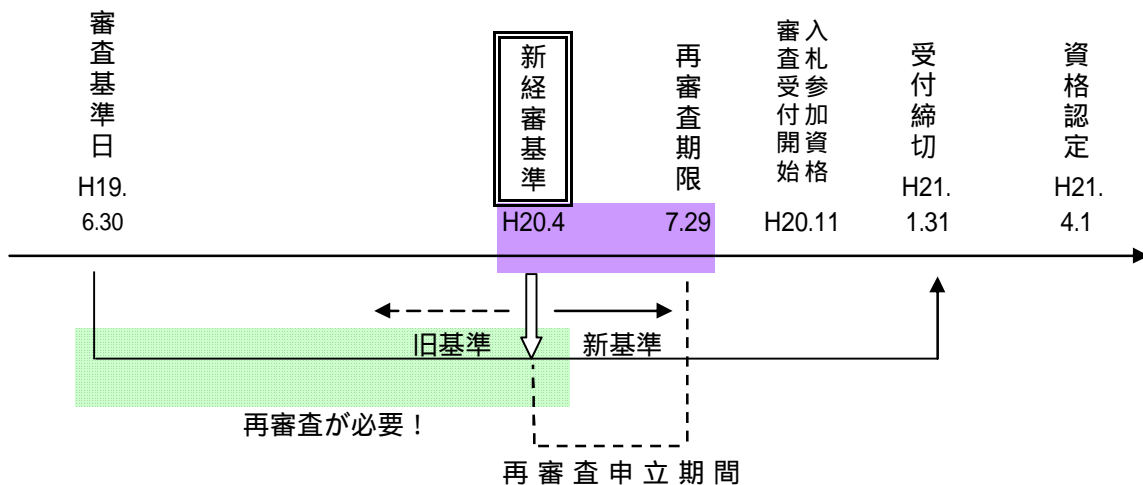 審査基準日
H19.
6.30
新経審基準
H20.4
再審査期限
7.29
入札参加資格
審査受付開始
H20.11
受付締切
H21.
1.31
資格認定
H21.
4.1
旧基準
新基準
再審査が必要！
再審査申立期間